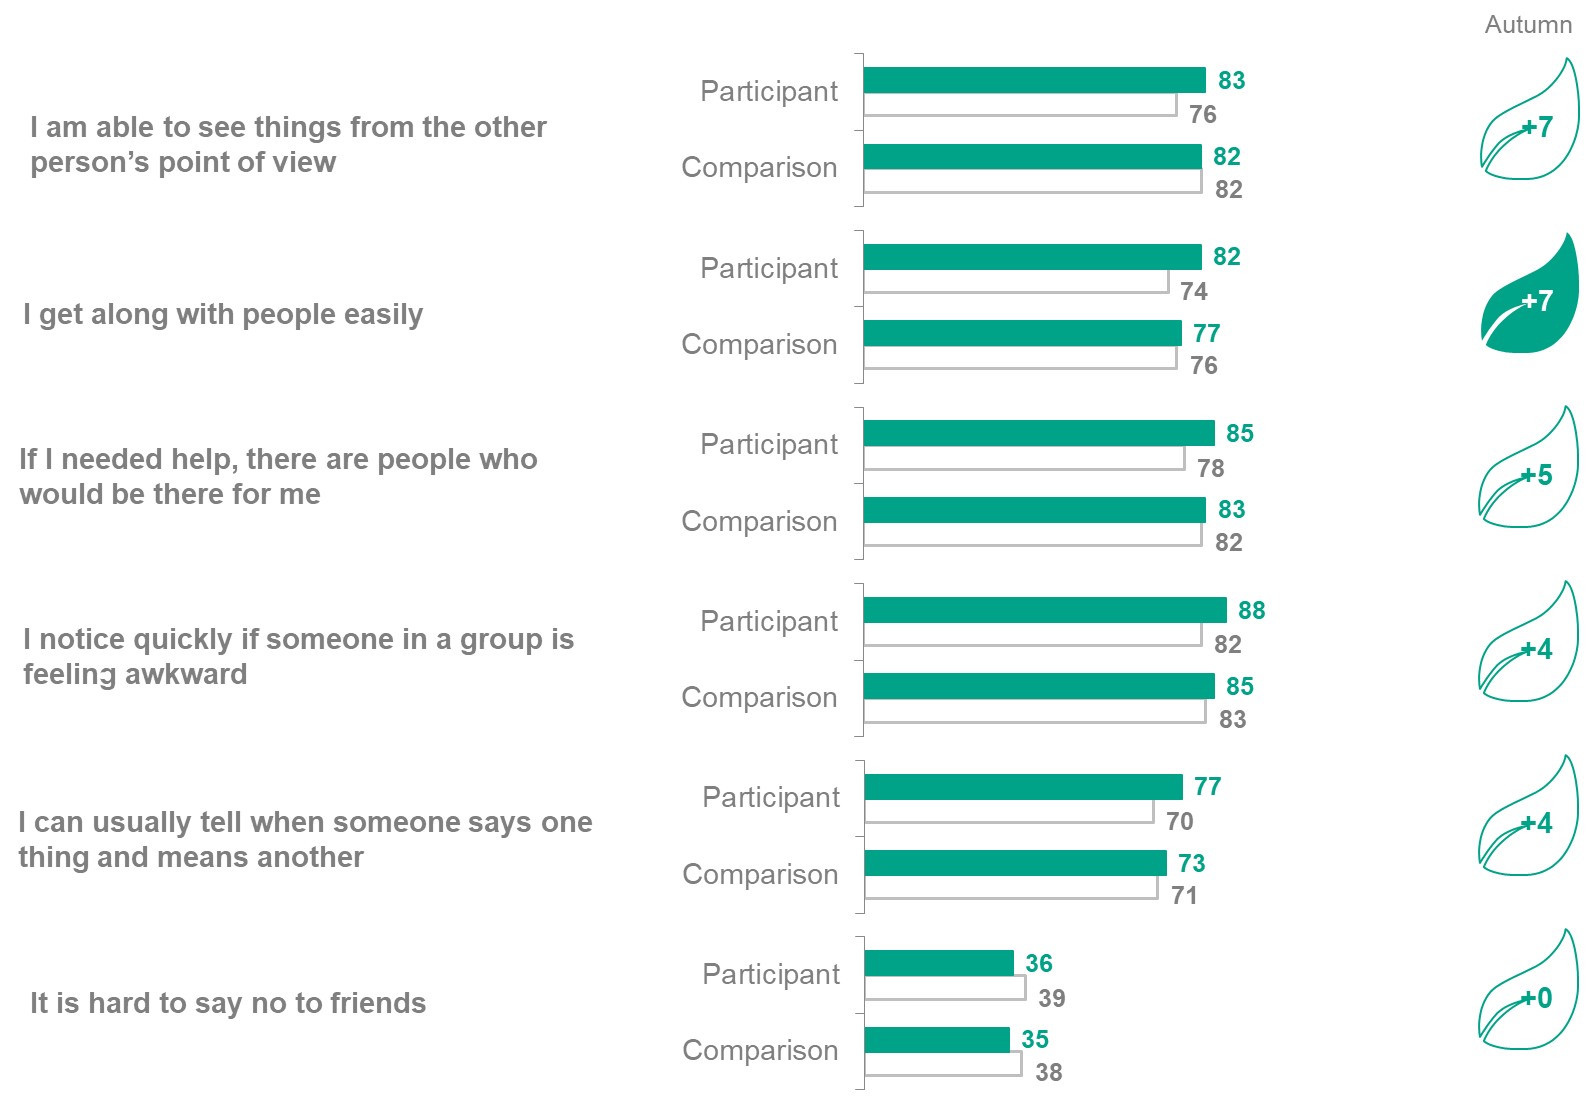 Autumn
I am able to see things from the other
person’s point of view
Participant
83
76
Comparison
82
82
+7
I get along with people easily
Participant
82
74
Comparison
77
76
+7
If I needed help, there are people who
would be there for me
Participant
85
78
Comparison
83
82
+5
I notice quickly if someone in a group is
feeling awkward
Participant
88
82
Comparison
85
83
+4
I can usually tell when someone says one
thing and means another
Participant
77
70
Comparison
73
71
+4
It is hard to say no to friends
Participant
36
39
Comparison
35
38
+0